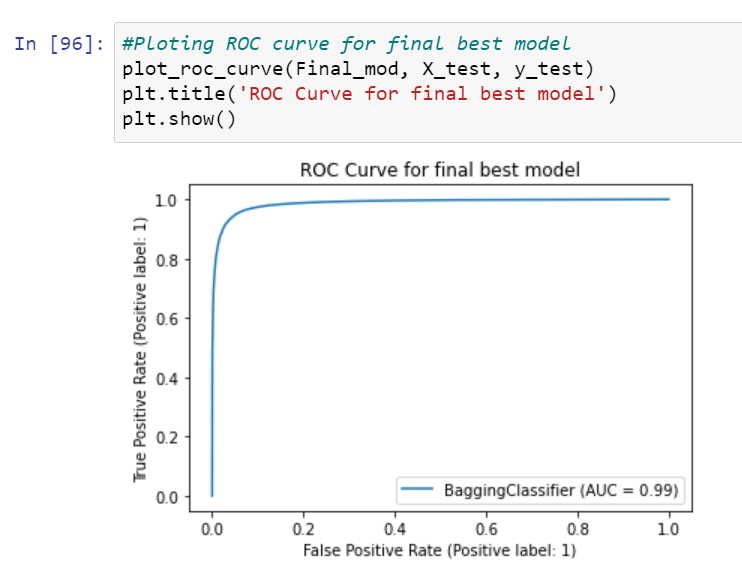 In [96]: #Ploting ROC curve for final best model
plot_roc_curve(Final_mod, X_test, y_test)
plt.title('ROC Curve for final best model')
plt.show()
ROC Curve for final best model
True Positive Rate (Positive label: 1)
1.0
0.8
0.6
0.4
0.2
0.0
BaggingClassifier (AUC = 0.99)
0.0 0.2 0.4 0.6 0.8 1.0
False Positive Rate (Positive label: 1)